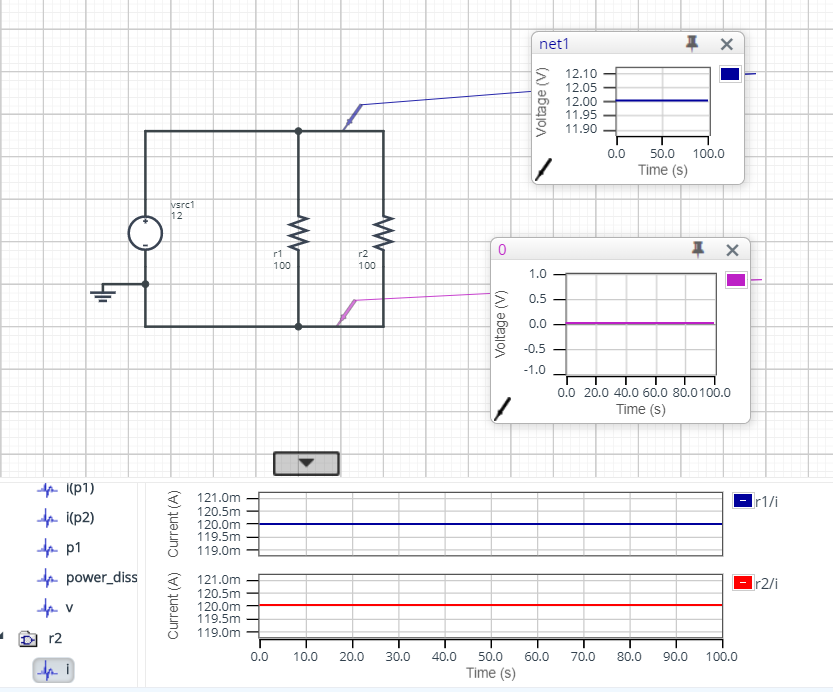 net1
Voltage (V)
12.10
12.05
12.00
11.95
11.90
0.0 50.0 100.0
Time (s)
vsrc1
12
+
-
r1
100
r2
100
0
Voltage (V)
1.0
0.5
0.0
-0.5
-1.0
0.0 20.0 40.0 60.0 80.0 100.0
Time (s)
i(p1)
i(p2)
p1
power_diss
v
r2
i
Current (A)
121.0m
120.5m
120.0m
119.5m
119.0m
r1/i
Current (A)
121.0m
120.5m
120.0m
119.5m
119.0m
r2/i
0.0 10.0 20.0 30.0 40.0 50.0 60.0 70.0 80.0 90.0 100.0
Time (s)